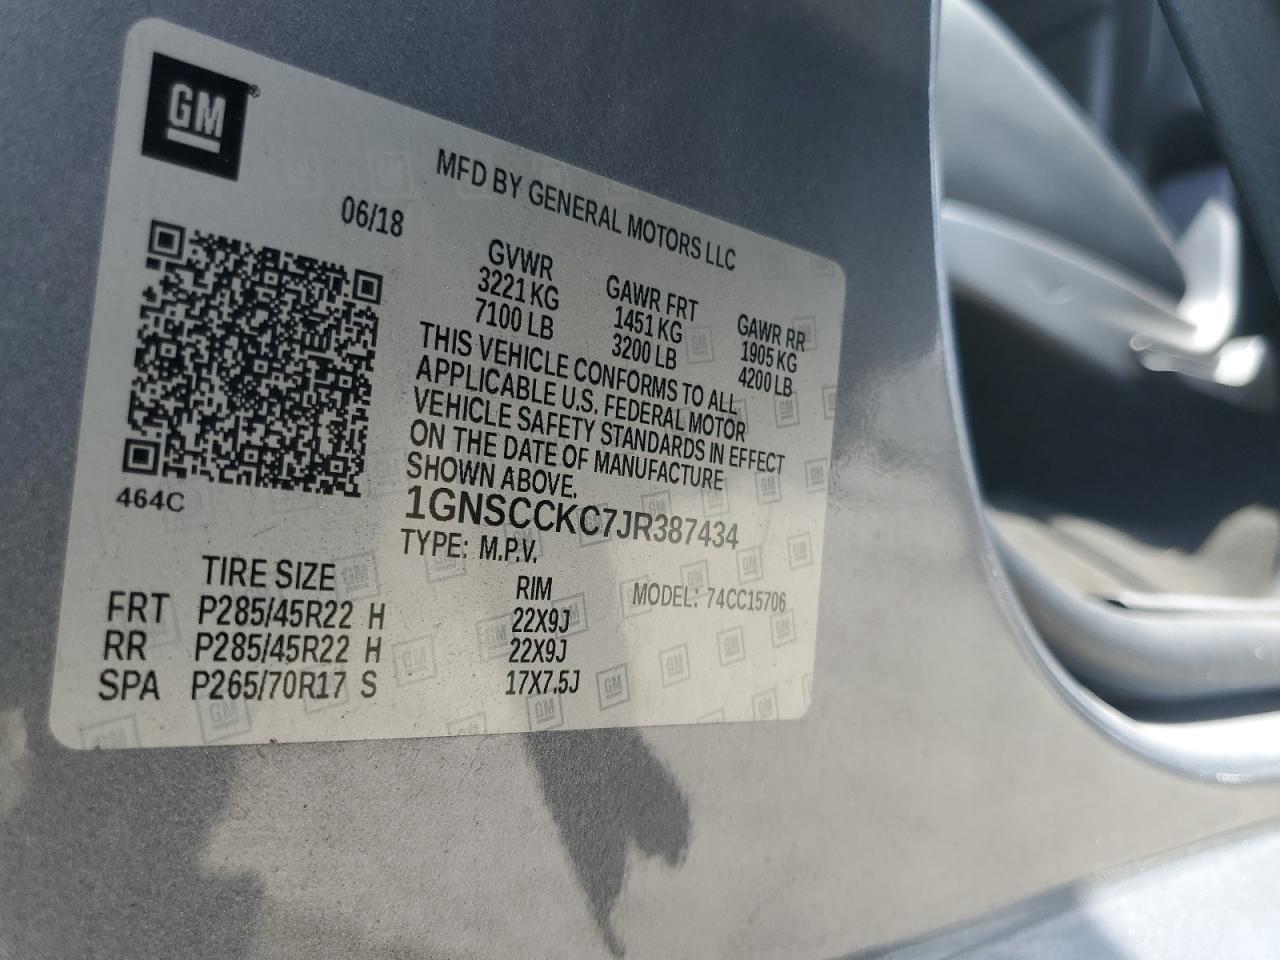 GM
MFD BY GENERAL MOTORS LLC
06/18
GVWR GAWR FRT GAWR RR
3221 KG 1451 KG 1905 KG
7100 LB 3200 LB 4200 LB
THIS VEHICLE CONFORMS TO ALL
APPLICABLE U.S. FEDERAL MOTOR
VEHICLE SAFETY STANDARDS IN EFFECT
ON THE DATE OF MANUFACTURE
SHOWN ABOVE.
464C
1GNSCCKC7JR387434
TYPE: M.P.V. MODEL: 74CC15706
TIRE SIZE RIM
FRT P285/45R22 H 22X9J
RR P285/45R22 H 22X9J
SPA P265/70R17 S 17X7.5J